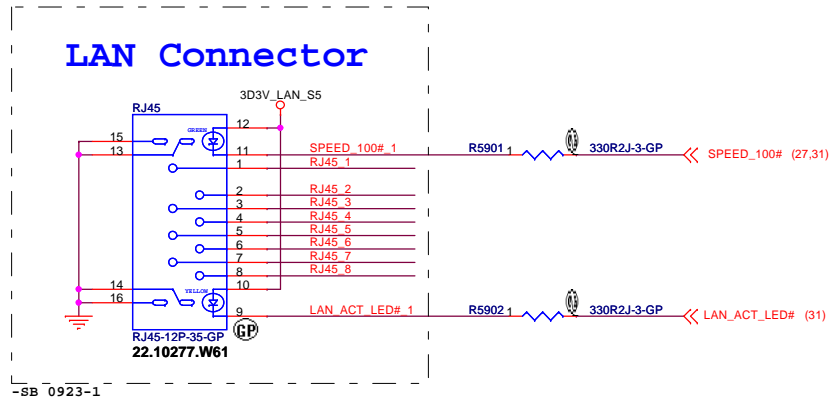 LAN Connector
3D3V_LAN_S5
RJ45
GREEN
12
15
13
11 SPEED_100#_1 R5901 1 330R2J-3-GP SPEED_100# (27,31)
1 RJ45_1
2 RJ45_2
3 RJ45_3
4 RJ45_4
5 RJ45_5
6 RJ45_6
7 RJ45_7
8 RJ45_8
14
10
YELLOW
16
9 LAN_ACT_LED#_1 R5902 1 330R2J-3-GP LAN_ACT_LED# (31)
GP
RJ45-12P-35-GP
22.10277.W61
-SB 0923-1